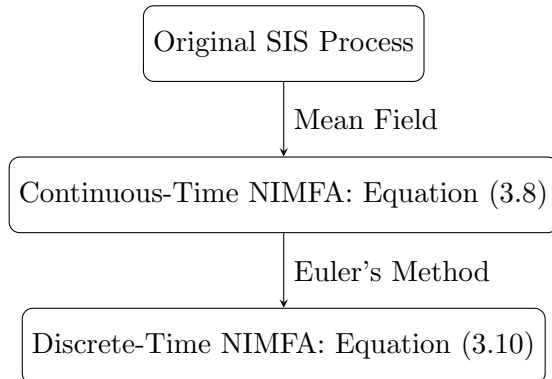 Original SIS Process
Mean Field
Continuous-Time NIMFA: Equation (3.8)
Euler's Method
Discrete-Time NIMFA: Equation (3.10)